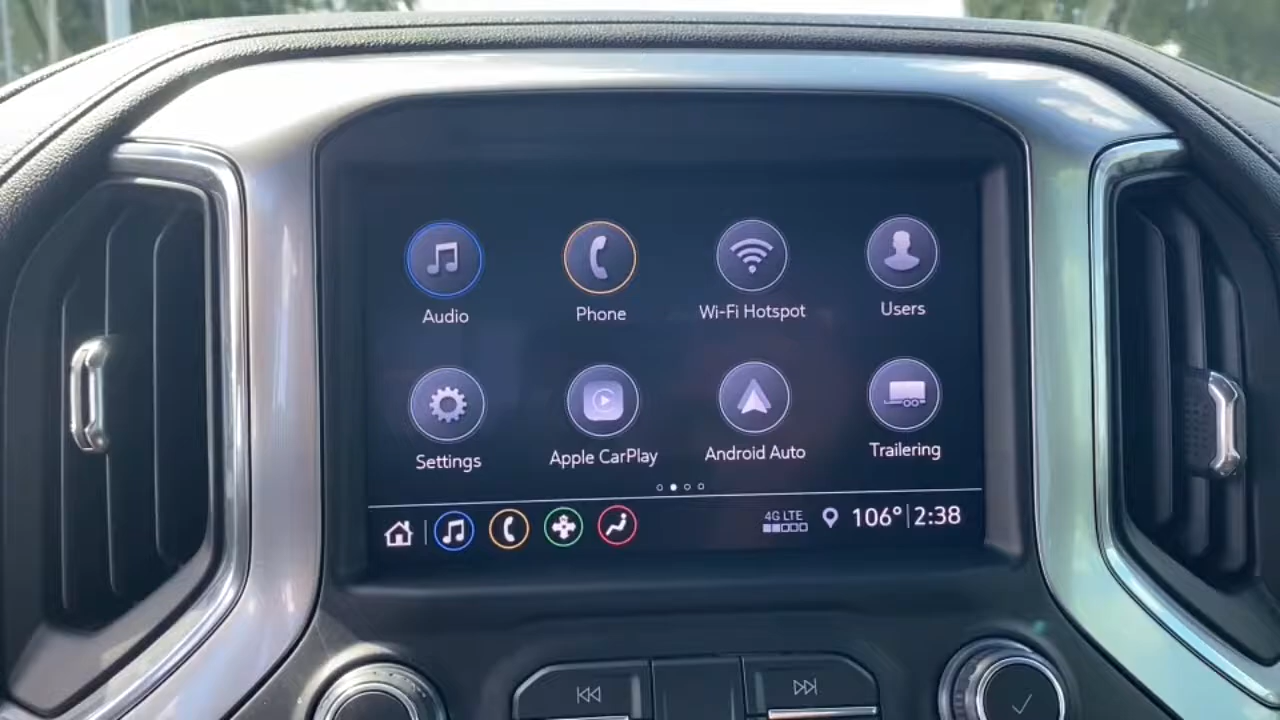 Audio
Phone
Wi-Fi Hotspot
Users
Settings
Apple CarPlay
Android Auto
Trailering
4G LTE
106° 2:38